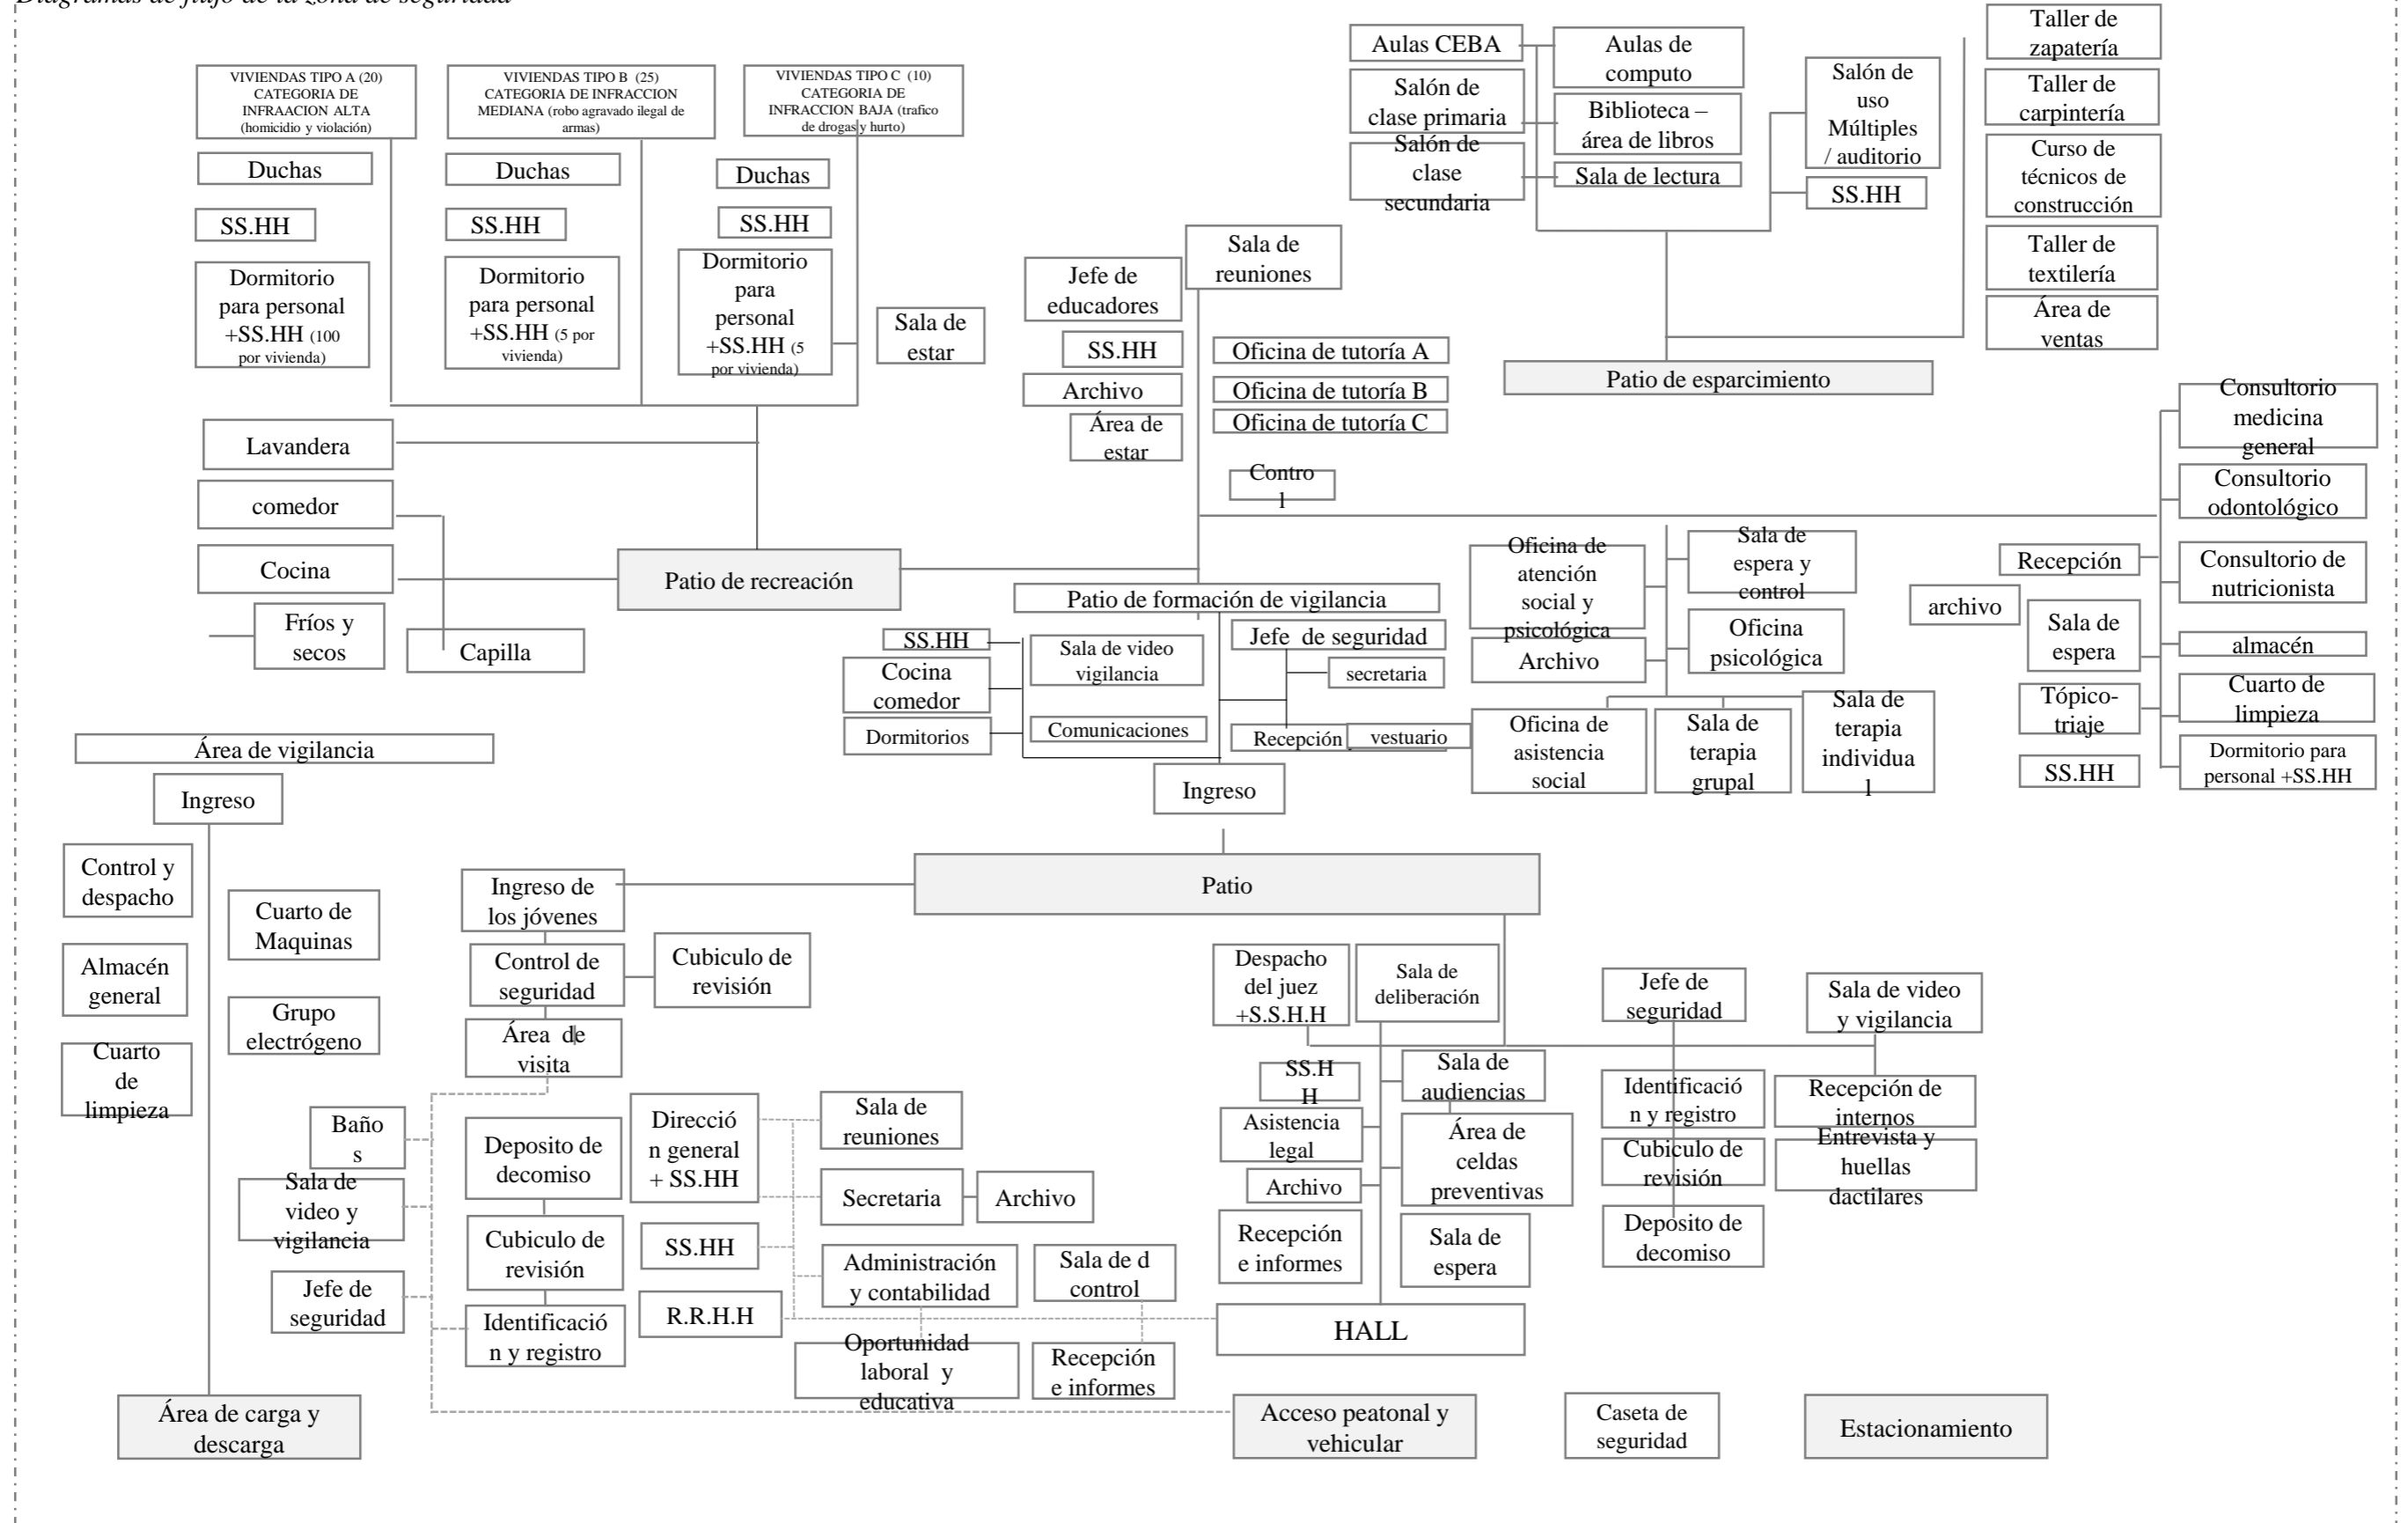 Diagramas de flujo de la zona de seguridad
VIVIENDAS TIPO A (20)
CATEGORIA DE
INFRAACION ALTA
(homicidio y violación)
VIVIENDAS TIPO B (25)
CATEGORIA DE INFRACCION
MEDIANA (robo agravado ilegal de
armas)
VIVIENDAS TIPO C (10)
CATEGORIA DE
INFRACCION BAJA (trafico
de drogas y hurto)
Duchas
Duchas
Duchas
SS.HH
SS.HH
SS.HH
Dormitorio
para personal
+SS.HH (100
por vivienda)
Dormitorio
para personal
+SS.HH (5 por
vivienda)
Dormitorio
para
personal
+SS.HH (5
por vivienda)
Sala de
estar
Lavandera
comedor
Cocina
Fríos y
secos
Capilla
Patio de recreación
Jefe de
educadores
Sala de
reuniones
SS.HH
Archivo
Área de
estar
Oficina de tutoría A
Oficina de tutoría B
Oficina de tutoría C
Contro
l
Aulas CEBA
Salón de
clase primaria
Salón de
clase
secundaria
Aulas de
computo
Biblioteca –
área de libros
Sala de lectura
Salón de
uso
Múltiples
/ auditorio
SS.HH
Taller de
zapatería
Taller de
carpintería
Curso de
técnicos de
construcción
Taller de
textilería
Área de
ventas
Patio de esparcimiento
Consultorio
medicina
general
Consultorio
odontológico
Consultorio de
nutricionista
almacén
Cuarto de
limpieza
Dormitorio para
personal +SS.HH
Recepción
archivo
Sala de
espera
Tópico-
triaje
SS.HH
Oficina de
atención
social y
psicológica
Archivo
Sala de
espera y
control
Oficina
psicológica
Oficina de
asistencia
social
Sala de
terapia
grupal
Sala de
terapia
individua
l
Patio de formación de vigilancia
SS.HH
Cocina
comedor
Dormitorios
Sala de video
vigilancia
Comunicaciones
Jefe  de seguridad
secretaria
Recepción
vestuario
Ingreso
Área de vigilancia
Ingreso
Control y
despacho
Almacén
general
Cuarto
de
limpieza
Cuarto de
Maquinas
Grupo
electrógeno
Área de carga y
descarga
Patio
Ingreso de
los jóvenes
Control de
seguridad
Cubiculo de
revisión
Área  de
visita
Baño
s
Sala de
video y
vigilancia
Jefe de
seguridad
Deposito de
decomiso
Cubiculo de
revisión
Identificació
n y registro
Direcció
n general
+ SS.HH
SS.HH
R.R.H.H
Sala de
reuniones
Secretaria
Archivo
Administración
y contabilidad
Sala de d
control
Oportunidad
laboral  y
educativa
Recepción
e informes
Despacho
del juez
+S.S.H.H
Sala de
deliberación
SS.H
H
Asistencia
legal
Archivo
Recepción
e informes
Sala de
audiencias
Área de
celdas
preventivas
Sala de
espera
Jefe de
seguridad
Identificació
n y registro
Cubiculo de
revisión
Deposito de
decomiso
Sala de video
y vigilancia
Recepción de
internos
Entrevista y
huellas
dactilares
HALL
Acceso peatonal y
vehicular
Caseta de
seguridad
Estacionamiento